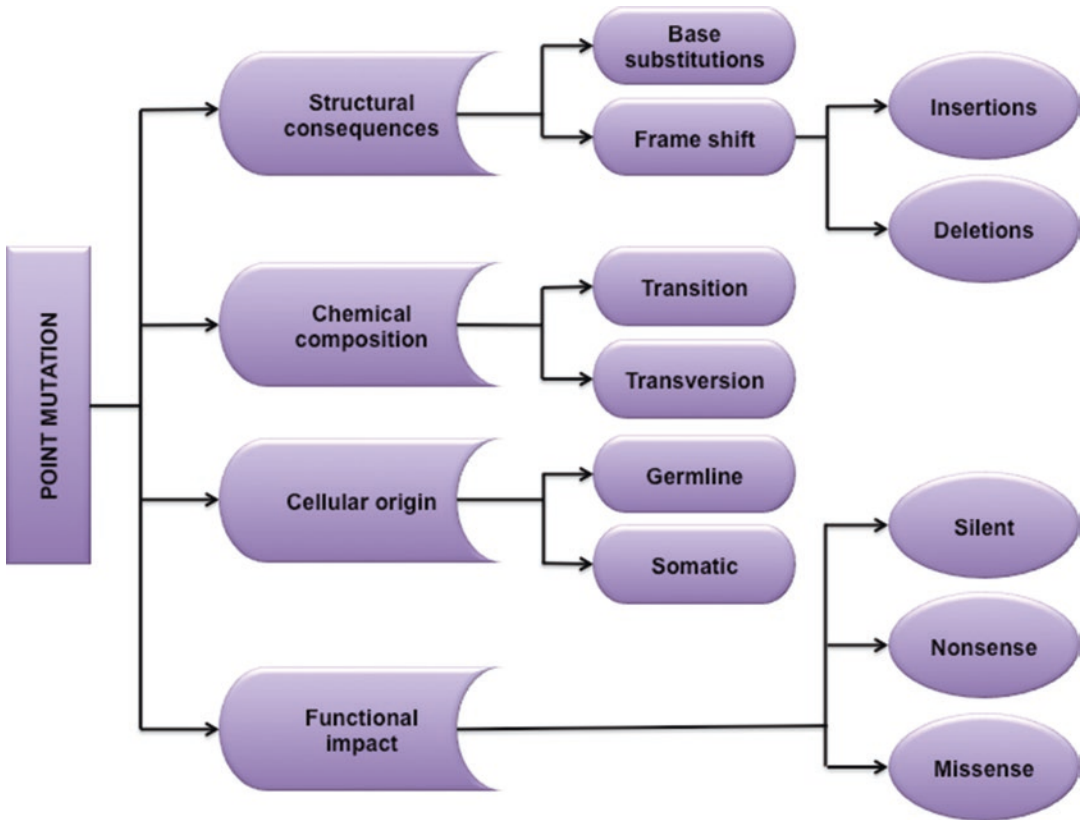 POINT MUTATION
Structural
consequences
Base
substitutions
Frame shift
Insertions
Deletions
Chemical
composition
Transition
Transversion
Cellular origin
Germline
Somatic
Functional
impact
Silent
Nonsense
Missense